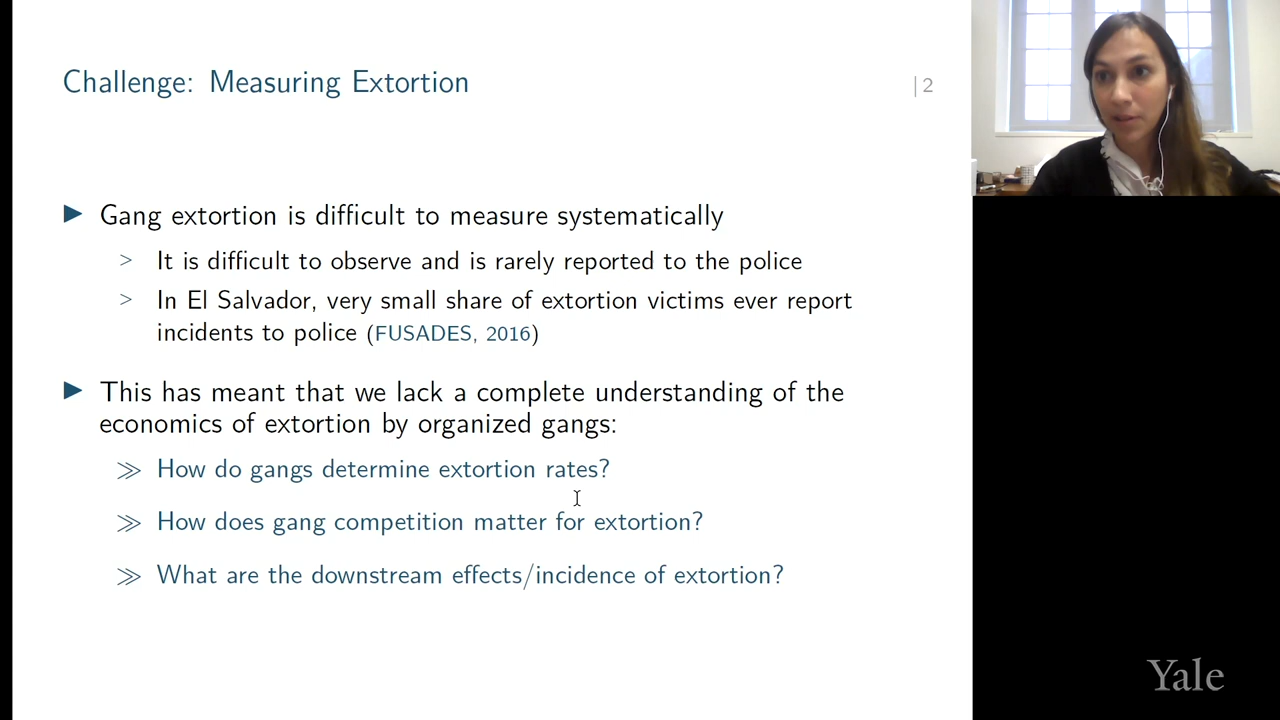 Challenge: Measuring Extortion
| 2
▶ Gang extortion is difficult to measure systematically
> It is difficult to observe and is rarely reported to the police
> In El Salvador, very small share of extortion victims ever report
incidents to police (FUSADES, 2016)
▶ This has meant that we lack a complete understanding of the
economics of extortion by organized gangs:
≫ How do gangs determine extortion rates?
≫ How does gang competition matter for extortion?
≫ What are the downstream effects/incidence of extortion?
Yale